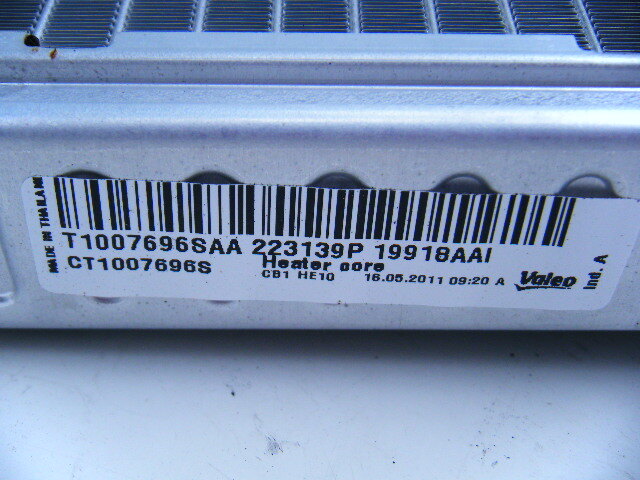 MADE IN THAILAND
T1007696SAA 223139P 19918AAI
CT1007696S
Heater core
CB1 HE10 16.05.2011 09:20 A
Valeo
Ind. A